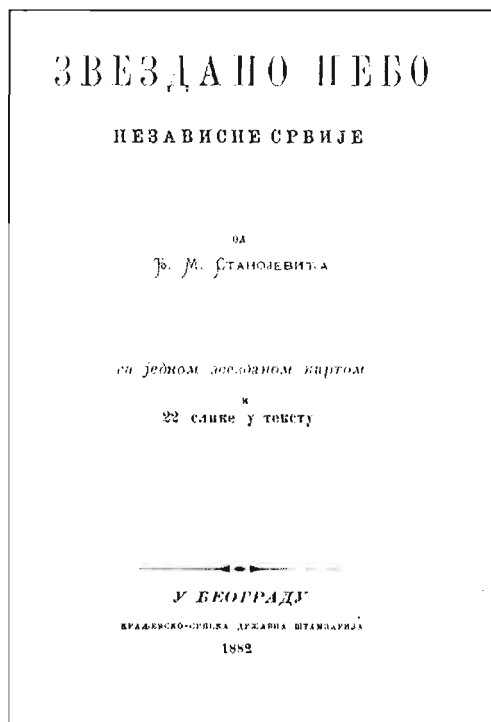 ЗВЕЗДАНО НЕБО
НЕЗАВИСНЕ СРБИЈЕ
ОД
Ђ. М. СТАНОЈЕВИЋА
са једном звезданом картом
и
22 слике у тексту
У БЕОГРАДУ
КРАЉЕВСКО-СРПСКА ДРЖАВНА ШТАМПАРИЈА
1882